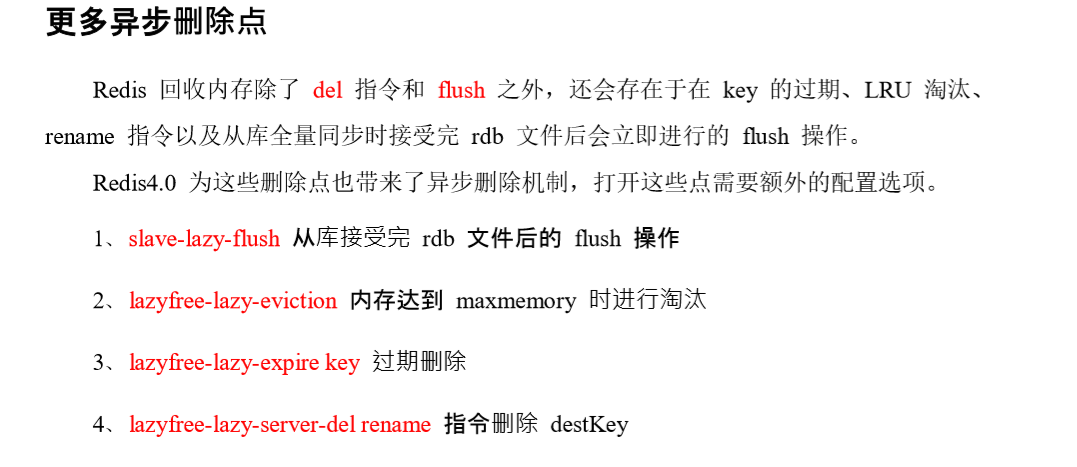 更多异步删除点
Redis 回收内存除了 del 指令和 flush 之外，还会存在于在 key 的过期、LRU 淘汰、
rename 指令以及从库全量同步时接受完 rdb 文件后会立即进行的 flush 操作。
Redis4.0 为这些删除点也带来了异步删除机制，打开这些点需要额外的配置选项。
1、slave-lazy-flush 从库接受完 rdb 文件后的 flush 操作
2、lazyfree-lazy-eviction 内存达到 maxmemory 时进行淘汰
3、lazyfree-lazy-expire key 过期删除
4、lazyfree-lazy-server-del rename 指令删除 destKey